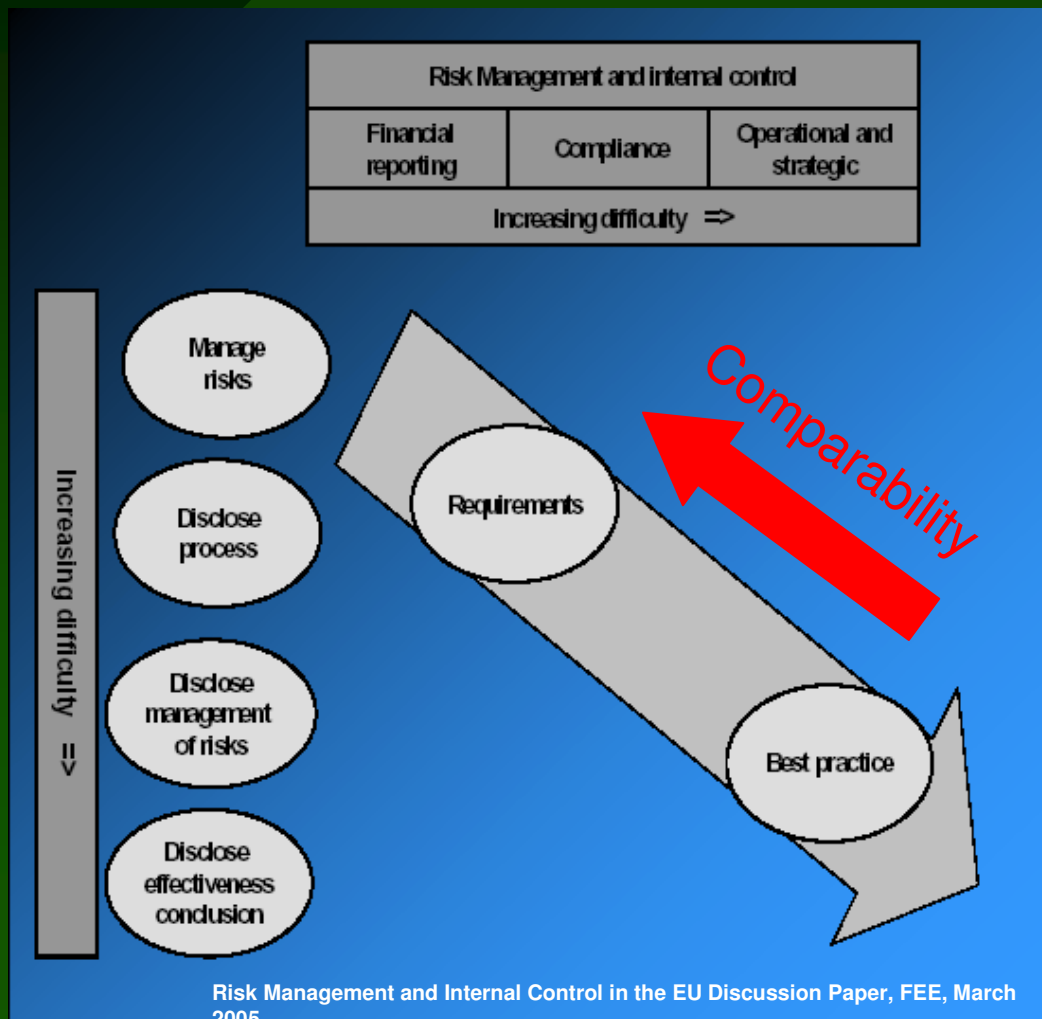 Risk Management and internal control
Financial
reporting
Compliance
Operational and
strategic
Increasing difficulty =>
Increasing difficulty =>
Manage
risks
Disclose
process
Disclose
management
of risks
Disclose
effectiveness
conclusion
Requirements
Best practice
Comparability
Risk Management and Internal Control in the EU Discussion Paper, FEE, March
2005